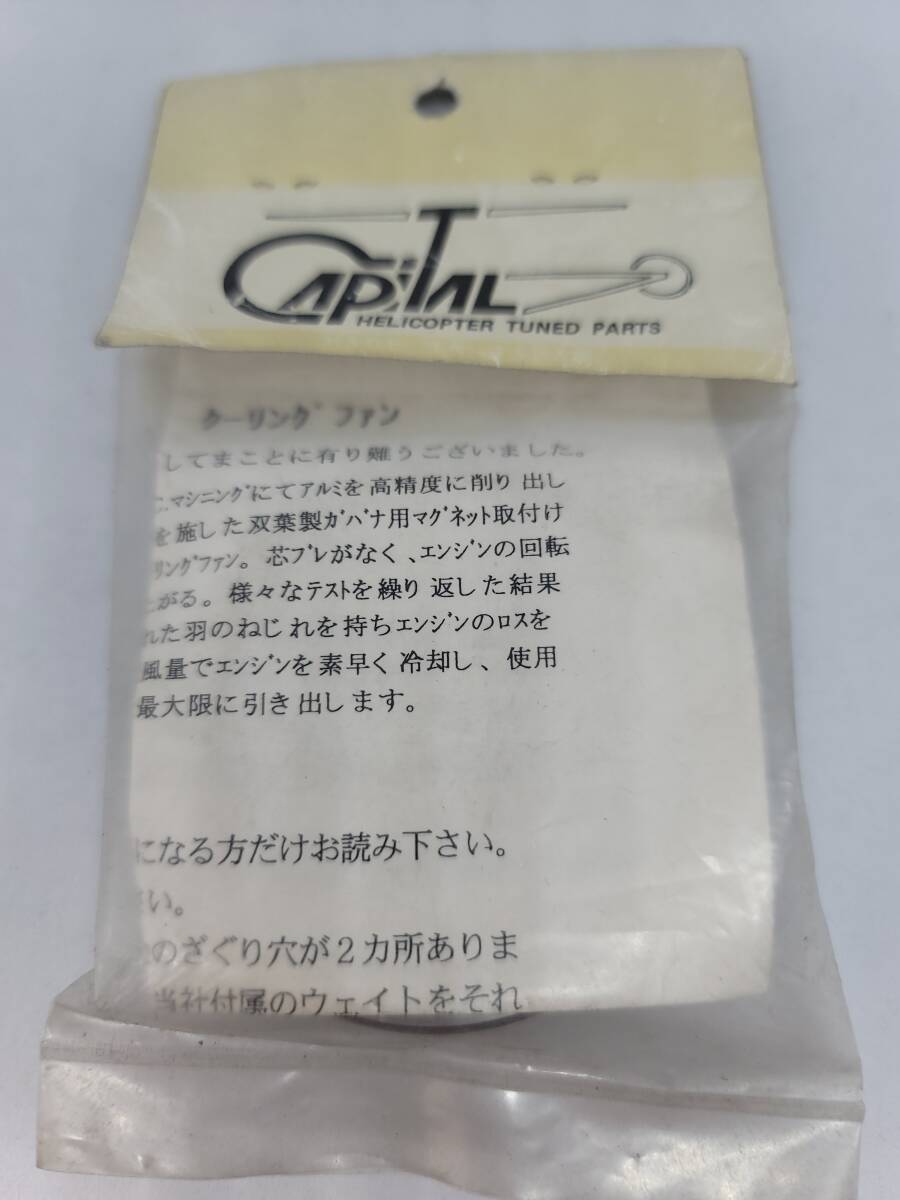 CAPITAL
HELICOPTER TUNED PARTS
クーリングﾞ ファン
してまことに有り難うございました。
C.マシニングﾞにてアルミを高精度に削り出し
を施した双葉製ｶﾞﾊﾞﾅ用ﾏｸﾞﾈｯﾄ取付け
ﾘﾝｸﾞﾌｧﾝ。芯ﾌﾞﾚがなく、ｴﾝｼﾞﾝの回転
がる。様々なﾃｽﾄを繰り返した結果
れた羽のねじれを持ちｴﾝｼﾞﾝのﾛｽを
風量でｴﾝｼﾞﾝを素早く冷却し、使用
最大限に引き出します。
になる方だけお読み下さい。
い。
のざぐり穴が２カ所ありま
当社付属のウェイトをそれ